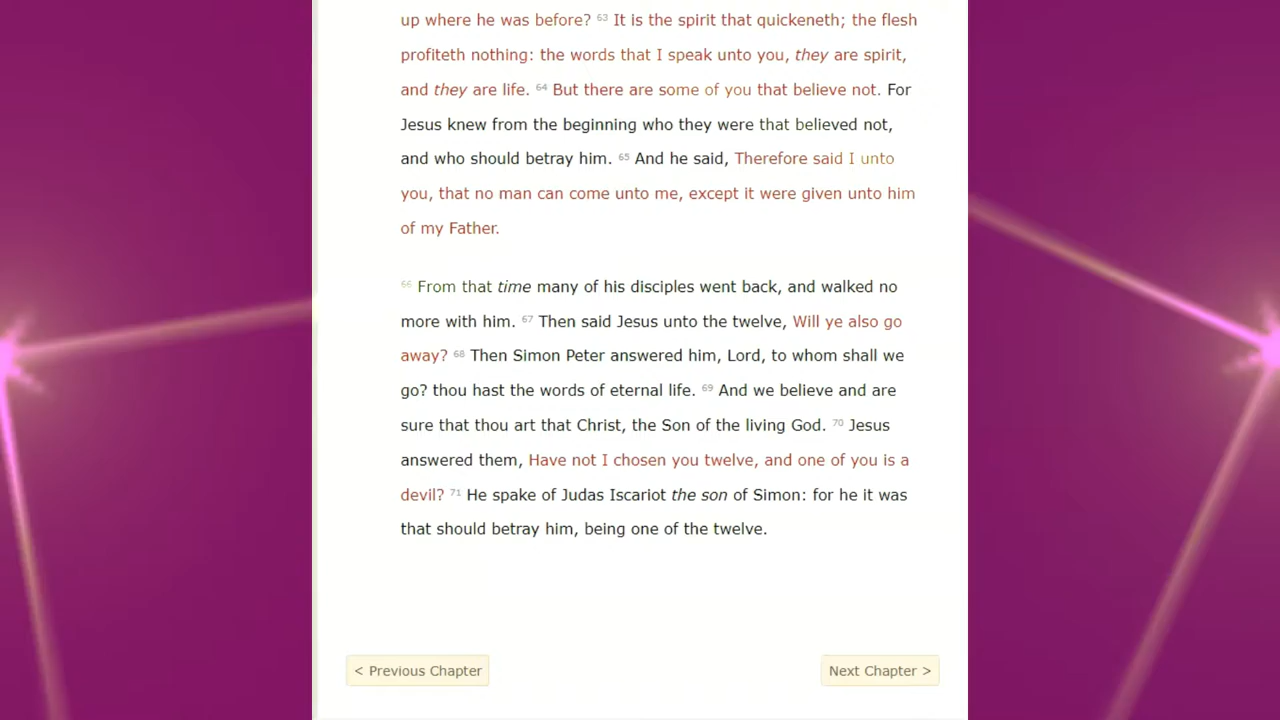 up where he was before? 63 It is the spirit that quickeneth; the flesh
profiteth nothing: the words that I speak unto you, they are spirit,
and they are life. 64 But there are some of you that believe not. For
Jesus knew from the beginning who they were that believed not,
and who should betray him. 65 And he said, Therefore said I unto
you, that no man can come unto me, except it were given unto him
of my Father.
66 From that time many of his disciples went back, and walked no
more with him. 67 Then said Jesus unto the twelve, Will ye also go
away? 68 Then Simon Peter answered him, Lord, to whom shall we
go? thou hast the words of eternal life. 69 And we believe and are
sure that thou art that Christ, the Son of the living God. 70 Jesus
answered them, Have not I chosen you twelve, and one of you is a
devil? 71 He spake of Judas Iscariot the son of Simon: for he it was
that should betray him, being one of the twelve.
< Previous Chapter
Next Chapter >